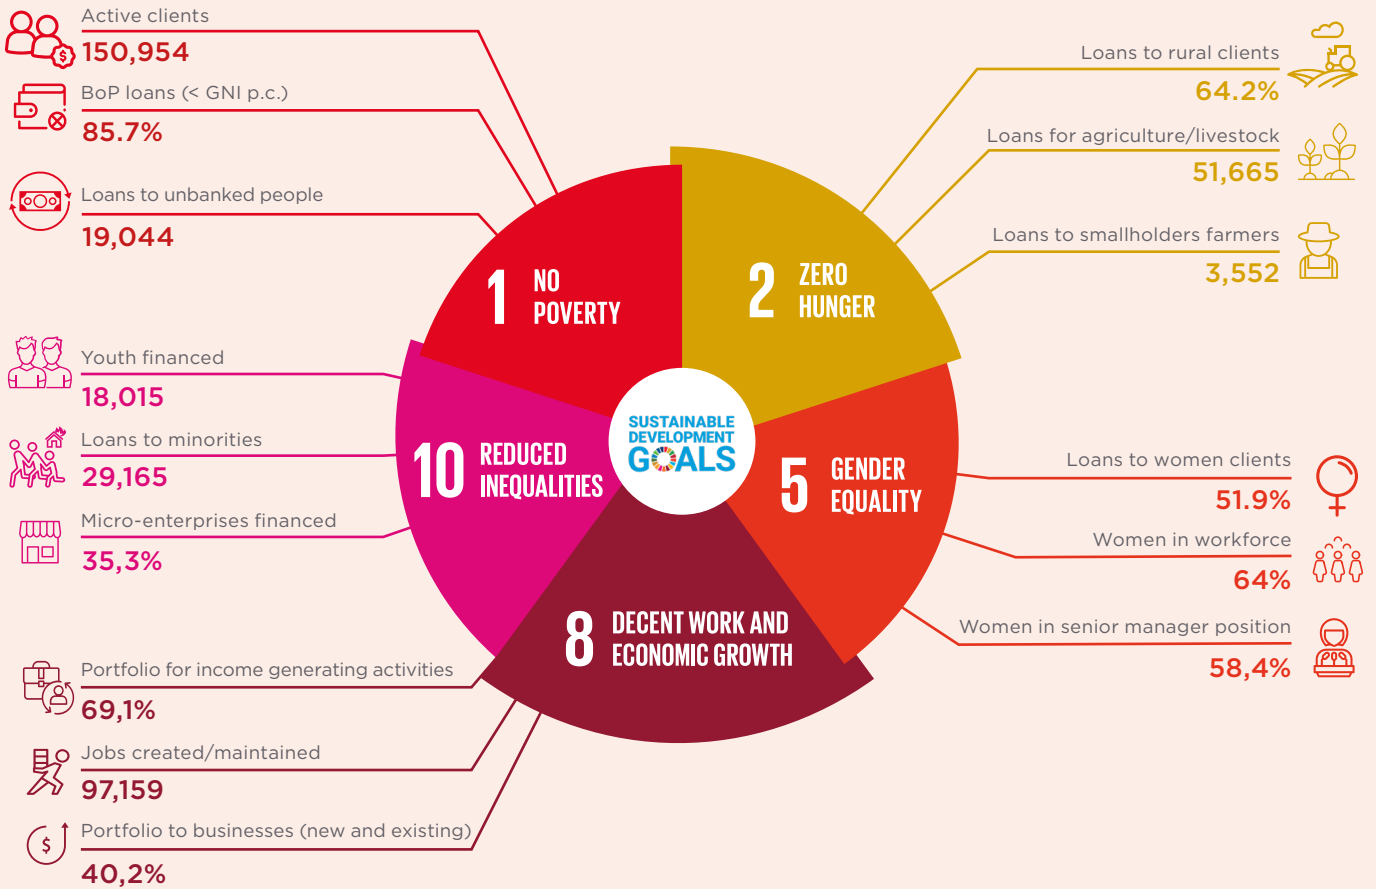 Active clients
150,954
BoP loans (< GNI p.c.)
85.7%
Loans to unbanked people
19,044
Youth financed
18,015
Loans to minorities
29,165
Micro-enterprises financed
35,3%
Portfolio for income generating activities
69,1%
Jobs created/maintained
97,159
Portfolio to businesses (new and existing)
40,2%
1 NO
POVERTY
2 ZERO
HUNGER
10 REDUCED
INEQUALITIES
SUSTAINABLE
DEVELOPMENT
GOALS
5 GENDER
EQUALITY
8 DECENT WORK AND
ECONOMIC GROWTH
Loans to rural clients
64.2%
Loans for agriculture/livestock
51,665
Loans to smallholders farmers
3,552
Loans to women clients
51.9%
Women in workforce
64%
Women in senior manager position
58,4%